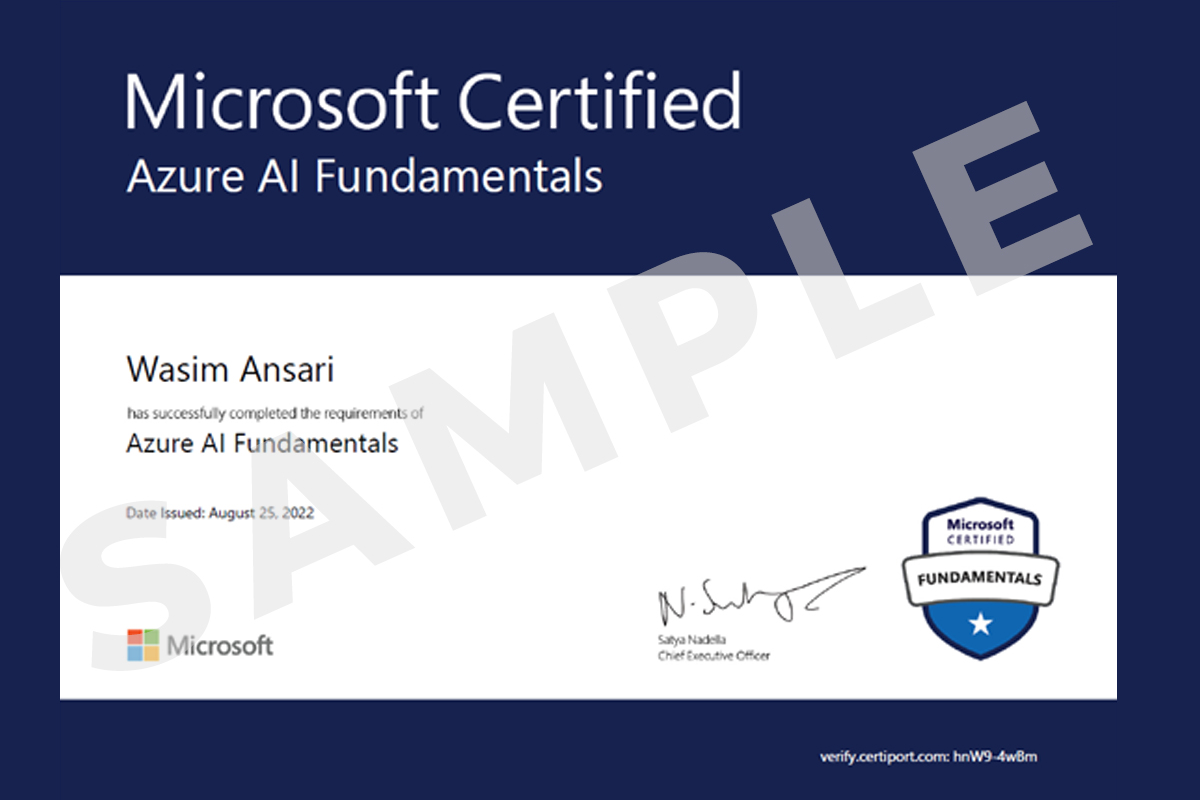 Microsoft Certified
Azure AI Fundamentals
SAMPLE
Wasim Ansari
has successfully completed the requirements of
Azure AI Fundamentals
Date Issued: August 25, 2022
Microsoft
CERTIFIED
FUNDAMENTALS
N. Satya
Satya Nadella
Chief Executive Officer
Microsoft
verify.certiport.com: hnW9-4wBm